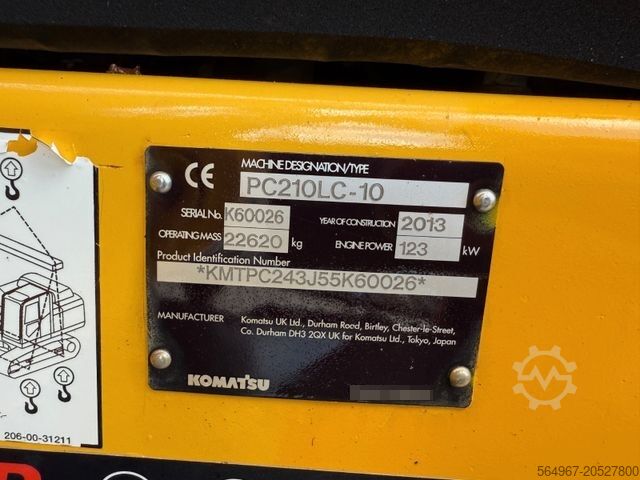 CE
MACHINE DESIGNATION/TYPE
PC210LC-10
SERIAL No. K60026 YEAR OF CONSTRUCTION 2013
OPERATING MASS 22620 kg ENGINE POWER 123 kW
Product Identification Number
*KMTPC243J55K60026*
MANUFACTURER Komatsu UK Ltd., Durham Road, Birtley, Chester-le-Street,
Co. Durham DH3 2QX UK for Komatsu Ltd., Tokyo, Japan
KOMATSU
206-00-31211
564967-20527800